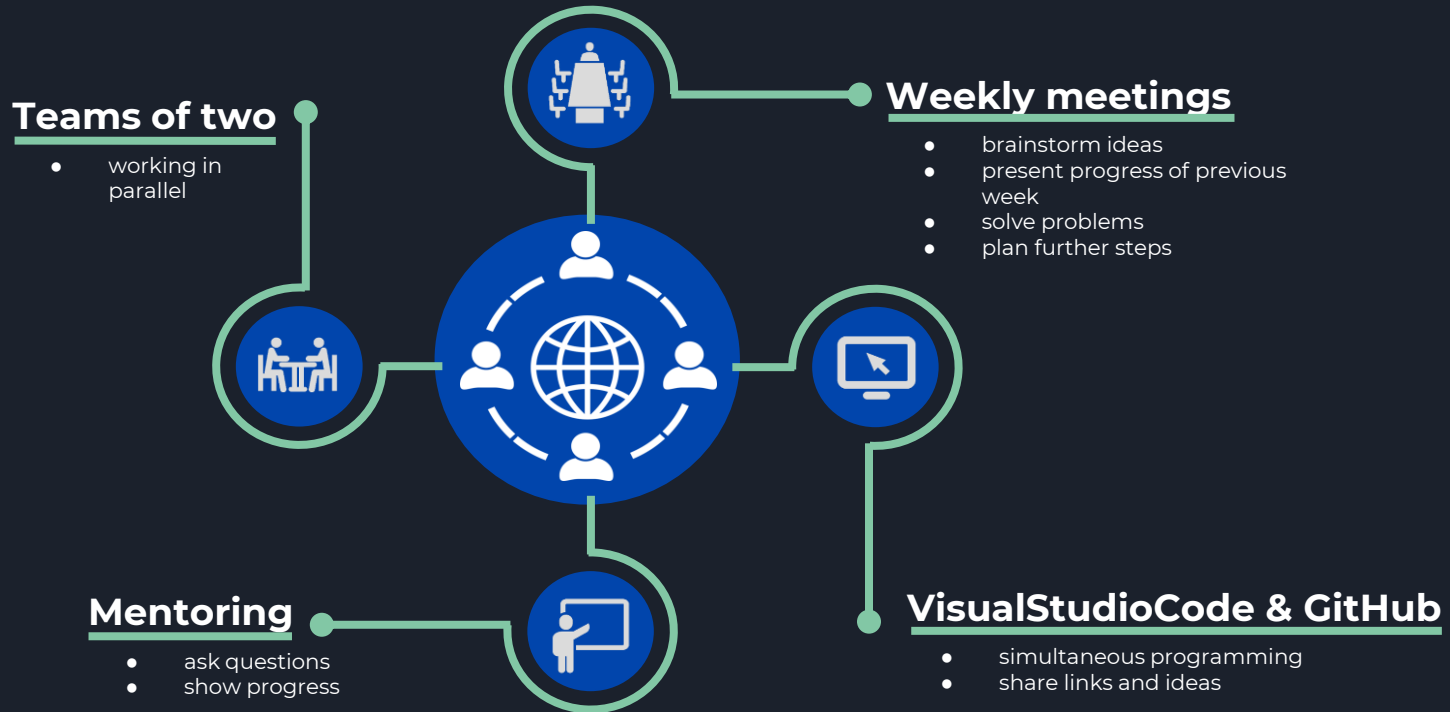 Teams of two
● working in
parallel
Weekly meetings
● brainstorm ideas
● present progress of previous
week
● solve problems
● plan further steps
Mentoring
● ask questions
● show progress
VisualStudioCode & GitHub
● simultaneous programming
● share links and ideas